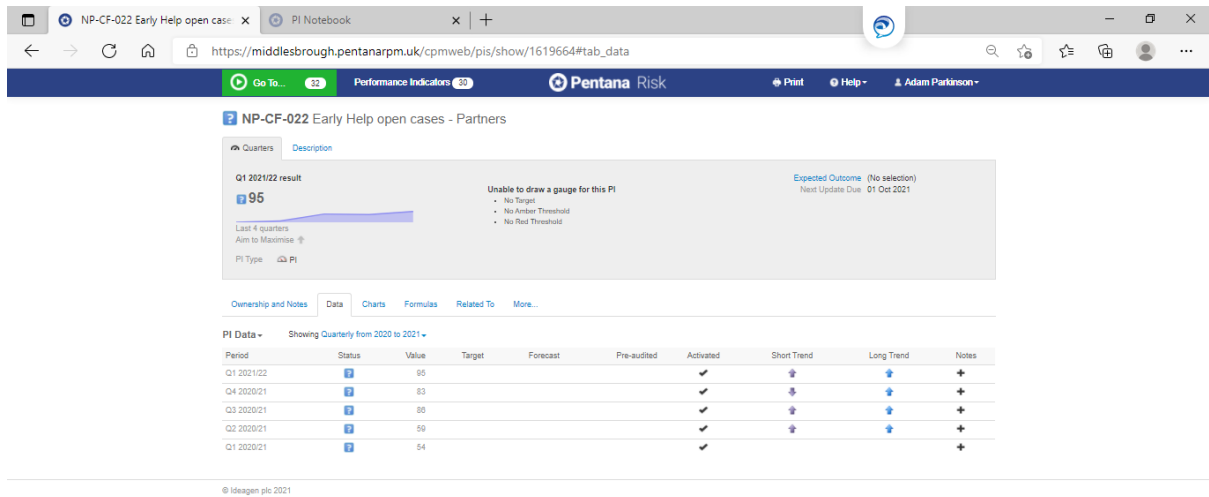 NP-CF-022 Early Help open case PI Notebook
https://middlesbrough.pentanarpm.uk/cpmweb/pis/show/1619664#tab_data
Go To... 32 Performance Indicators 30 Pentana Risk Print Help Adam Parkinson
NP-CF-022 Early Help open cases - Partners
Quarters Description
Q1 2021/22 result
95
Last 4 quarters
Aim to Maximise
PI Type PI
Unable to draw a gauge for this PI
No Target
No Amber Threshold
No Red Threshold
Expected Outcome (No selection)
Next Update Due 01 Oct 2021
Ownership and Notes Data Charts Formulas Related To More...
PI Data Showing Quarterly from 2020 to 2021
Period Status Value Target Forecast Pre-audited Activated Short Trend Long Trend Notes
Q1 2021/22 ? 95
Q4 2020/21 ? 83
Q3 2020/21 ? 86
Q2 2020/21 ? 59
Q1 2020/21 ? 54
© Ideagen plc 2021